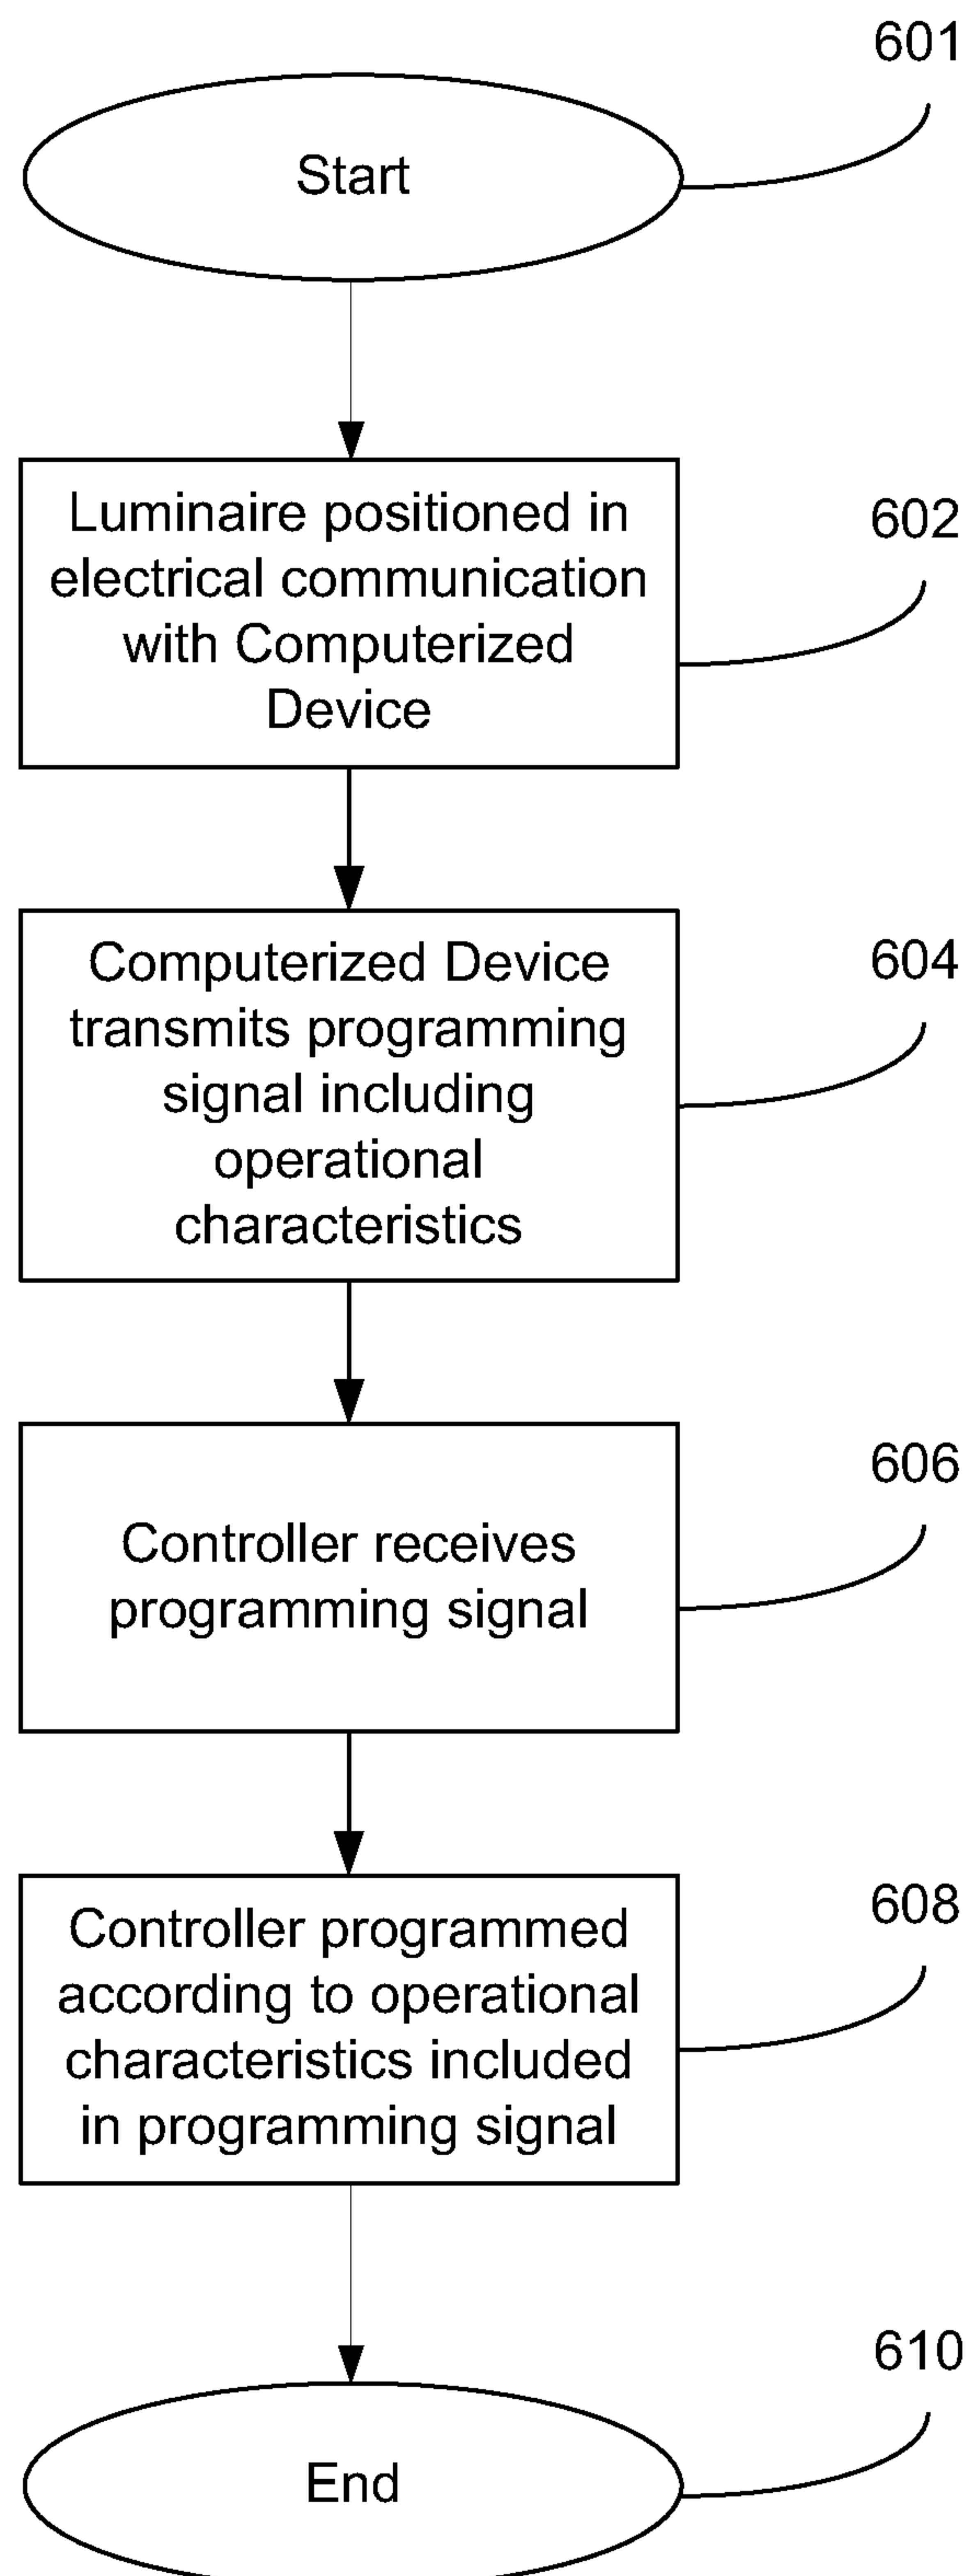 601
Start
Luminaire positioned in
electrical communication
with Computerized
Device
602
Computerized Device
transmits programming
signal including
operational
characteristics
604
Controller receives
programming signal
606
Controller programmed
according to operational
characteristics included
in programming signal
608
End
610